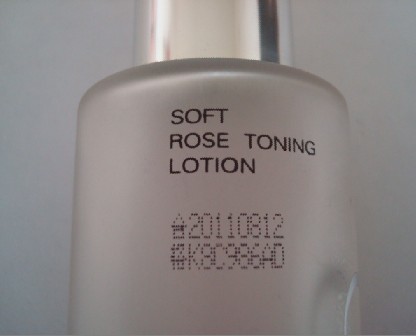 SOFT
ROSE TONING
LOTION
20110812